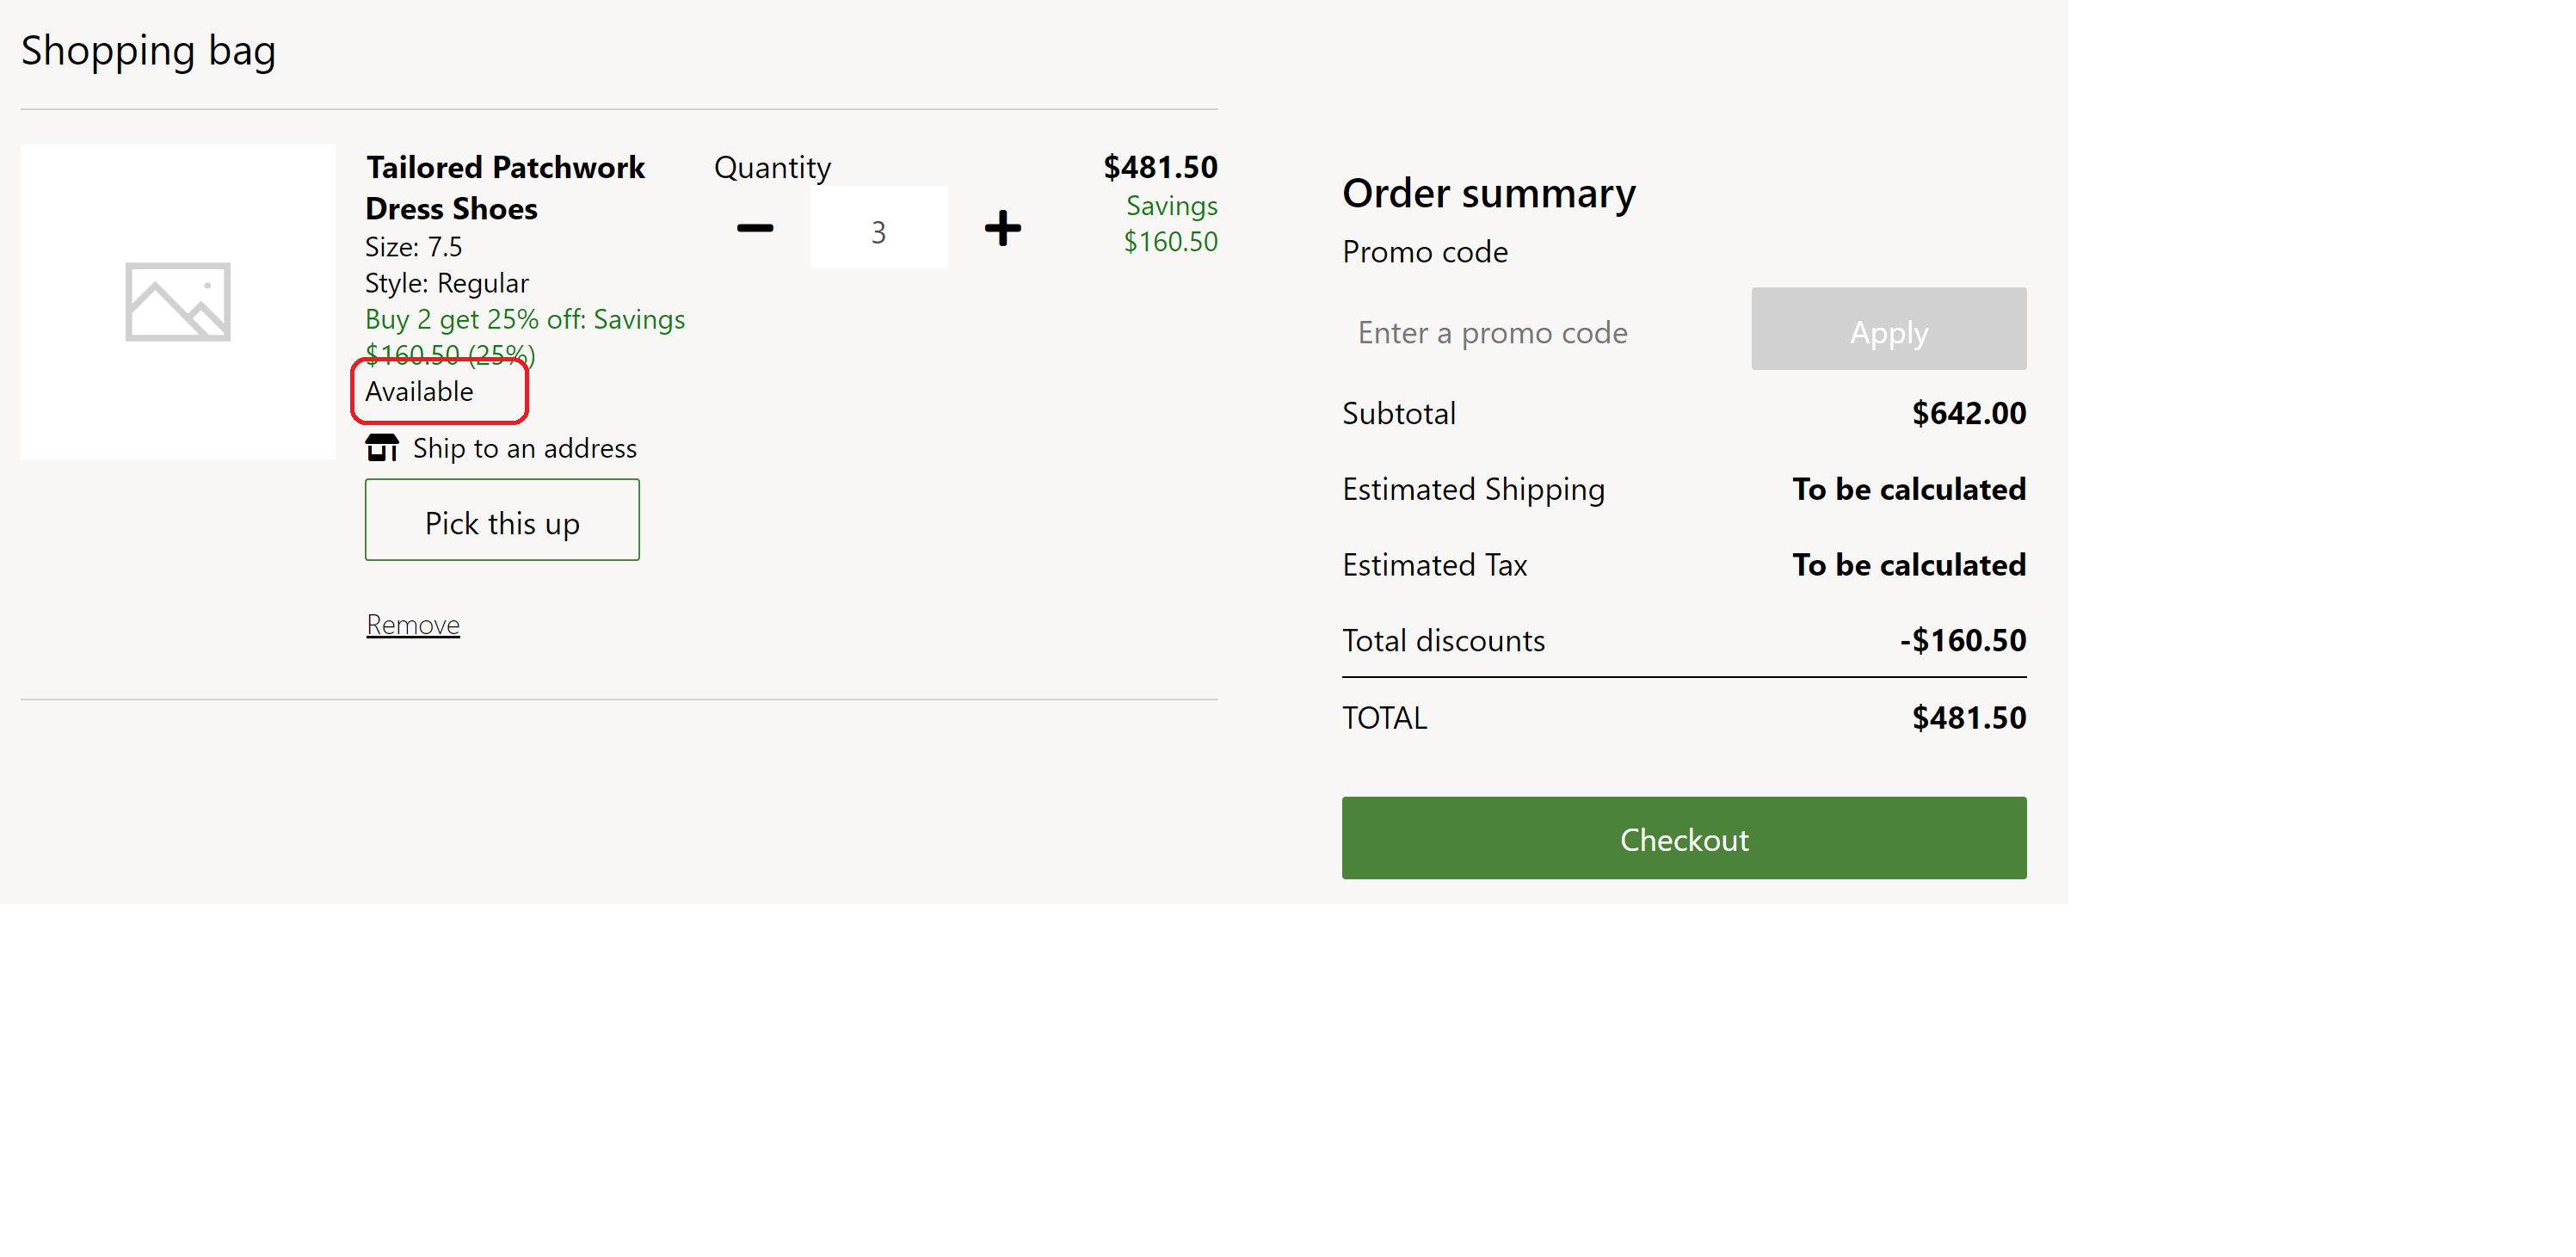 Shopping bag
Tailored Patchwork
Dress Shoes
Size: 7.5
Style: Regular
Buy 2 get 25% off: Savings
$160.50 (25%)
Available
Ship to an address
Pick this up
Remove
Quantity
3
$481.50
Savings
$160.50
Order summary
Promo code
Enter a promo code
Apply
Subtotal $642.00
Estimated Shipping To be calculated
Estimated Tax To be calculated
Total discounts -$160.50
TOTAL $481.50
Checkout